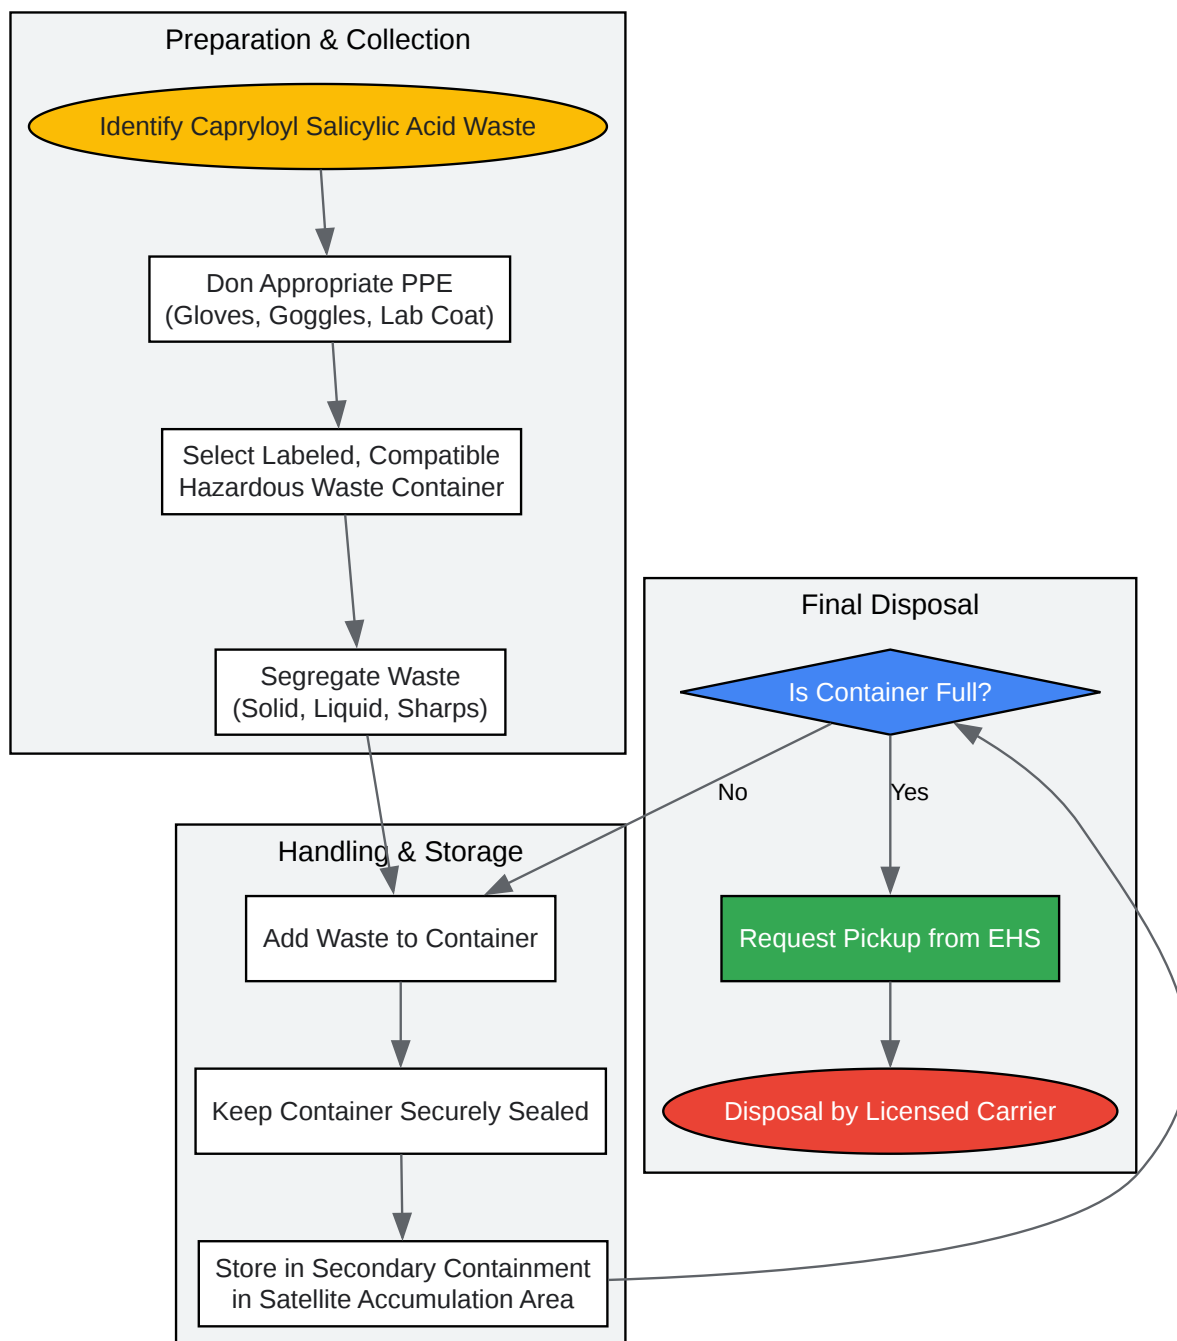 Preparation & Collection
Identify Capryloyl Salicylic Acid Waste
Don Appropriate PPE
(Gloves, Goggles, Lab Coat)
Select Labeled, Compatible
Hazardous Waste Container
Segregate Waste
(Solid, Liquid, Sharps)
Handling & Storage
Add Waste to Container
Keep Container Securely Sealed
Store in Secondary Containment
in Satellite Accumulation Area
Final Disposal
Is Container Full?
No
Yes
Request Pickup from EHS
Disposal by Licensed Carrier